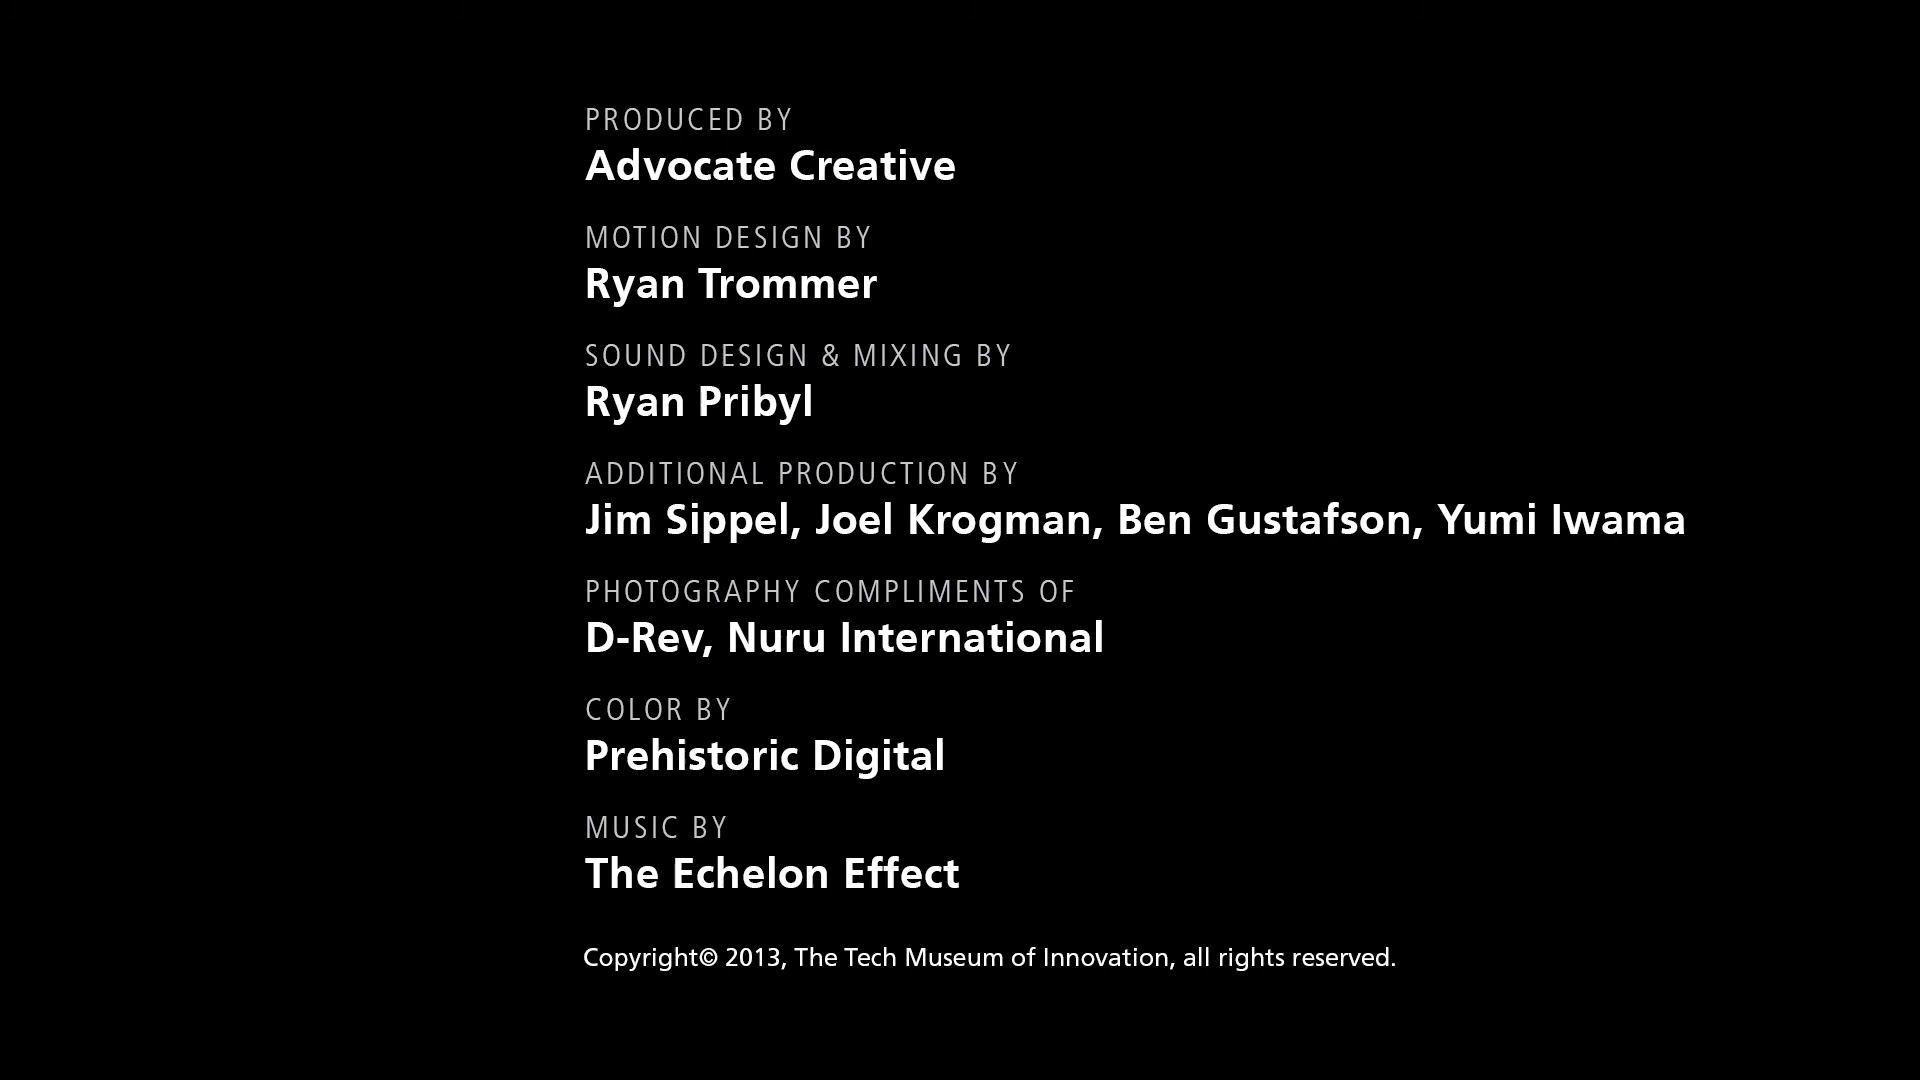 PRODUCED BY
Advocate Creative
MOTION DESIGN BY
Ryan Trommer
SOUND DESIGN & MIXING BY
Ryan Pribyl
ADDITIONAL PRODUCTION BY
Jim Sippel, Joel Krogman, Ben Gustafson, Yumi Iwama
PHOTOGRAPHY COMPLIMENTS OF
D-Rev, Nuru International
COLOR BY
Prehistoric Digital
MUSIC BY
The Echelon Effect
Copyright© 2013, The Tech Museum of Innovation, all rights reserved.